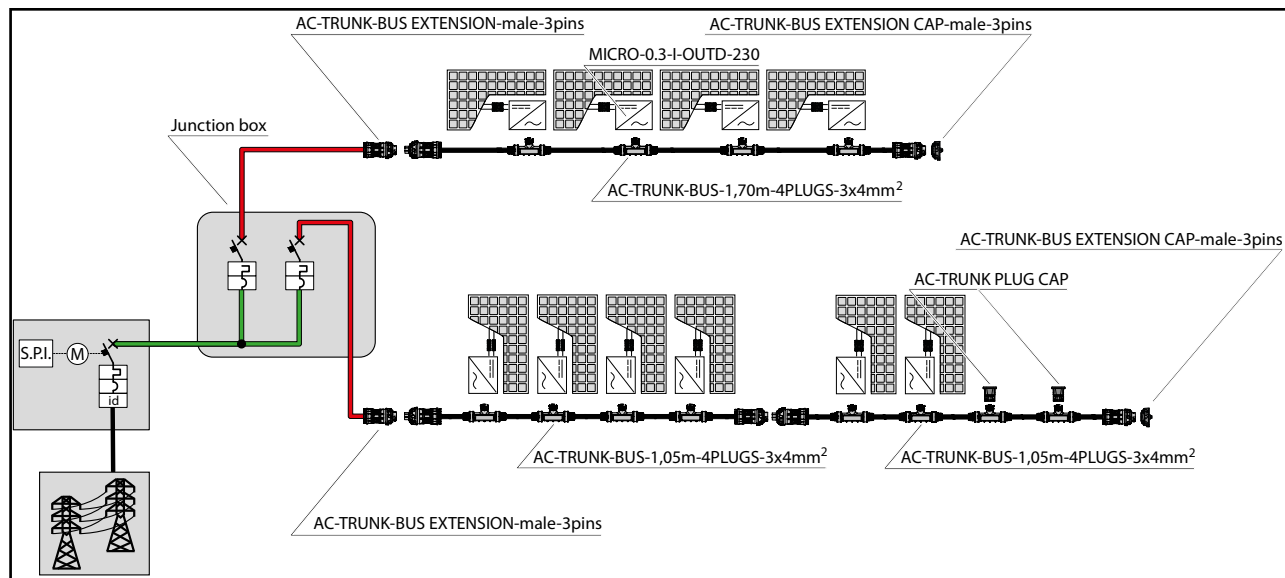 AC-TRUNK-BUS EXTENSION-male-3pins
AC-TRUNK-BUS EXTENSION CAP-male-3pins
MICRO-0.3-I-OUTD-230
Junction box
AC-TRUNK-BUS-1,70m-4PLUGS-3x4mm²
AC-TRUNK-BUS EXTENSION CAP-male-3pins
AC-TRUNK PLUG CAP
S.P.I.
M
id
AC-TRUNK-BUS-1,05m-4PLUGS-3x4mm²
AC-TRUNK-BUS-1,05m-4PLUGS-3x4mm²
AC-TRUNK-BUS EXTENSION-male-3pins